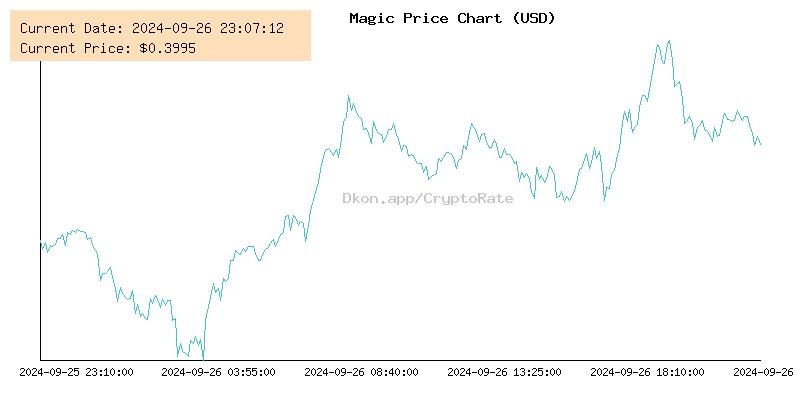 Magic Price Chart (USD)
Current Date: 2024-09-26 23:07:12
Current Price: $0.3995
Dkon.app/CryptoRate
2024-09-25 23:10:00 2024-09-26 03:55:00 2024-09-26 08:40:00 2024-09-26 13:25:00 2024-09-26 18:10:00 2024-09-26